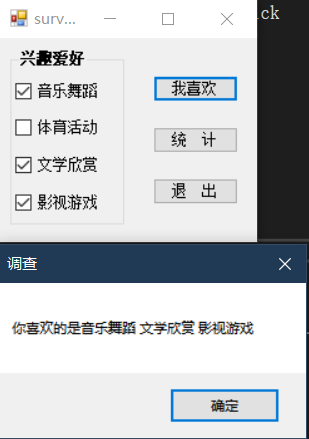 surv...
ck
兴趣爱好
音乐舞蹈
体育活动
文学欣赏
影视游戏
我喜欢
统 计
退 出
调查
你喜欢的是音乐舞蹈 文学欣赏 影视游戏
确定